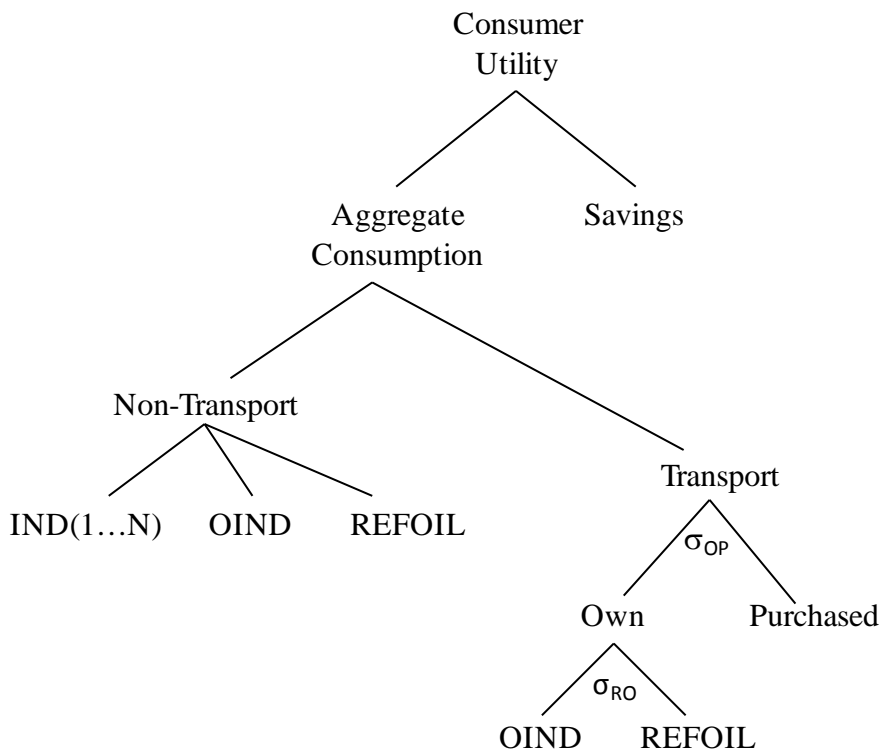 Consumer
Utility
Aggregate
Consumption
Savings
Non-Transport
Transport
IND(1…N)
OIND
REFOIL
σOP
Own
Purchased
σRO
OIND
REFOIL